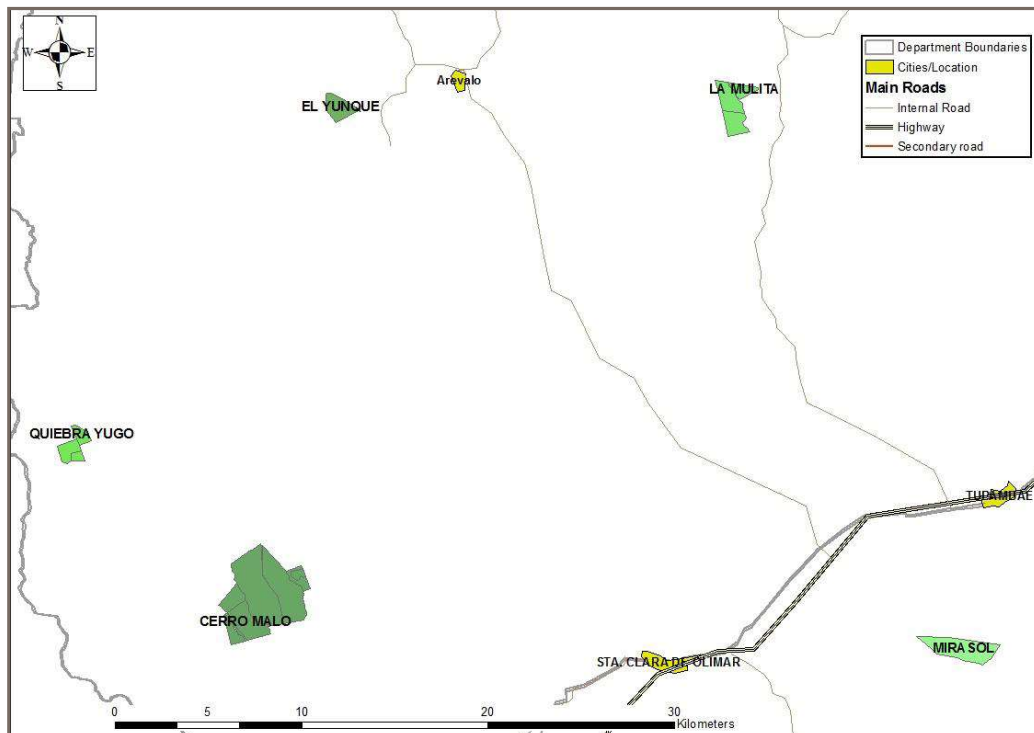 N
W E
S
Department Boundaries
Cities/Location
Main Roads
Internal Road
Highway
Secondary road
Arévalo
EL YUNQUE
LA MULITA
QUIEBRA YUGO
TUPAMBAE
CERRO MALO
STA. CLARA DE OLIMAR
MIRA SOL
0 5 10 20 30
Kilometers